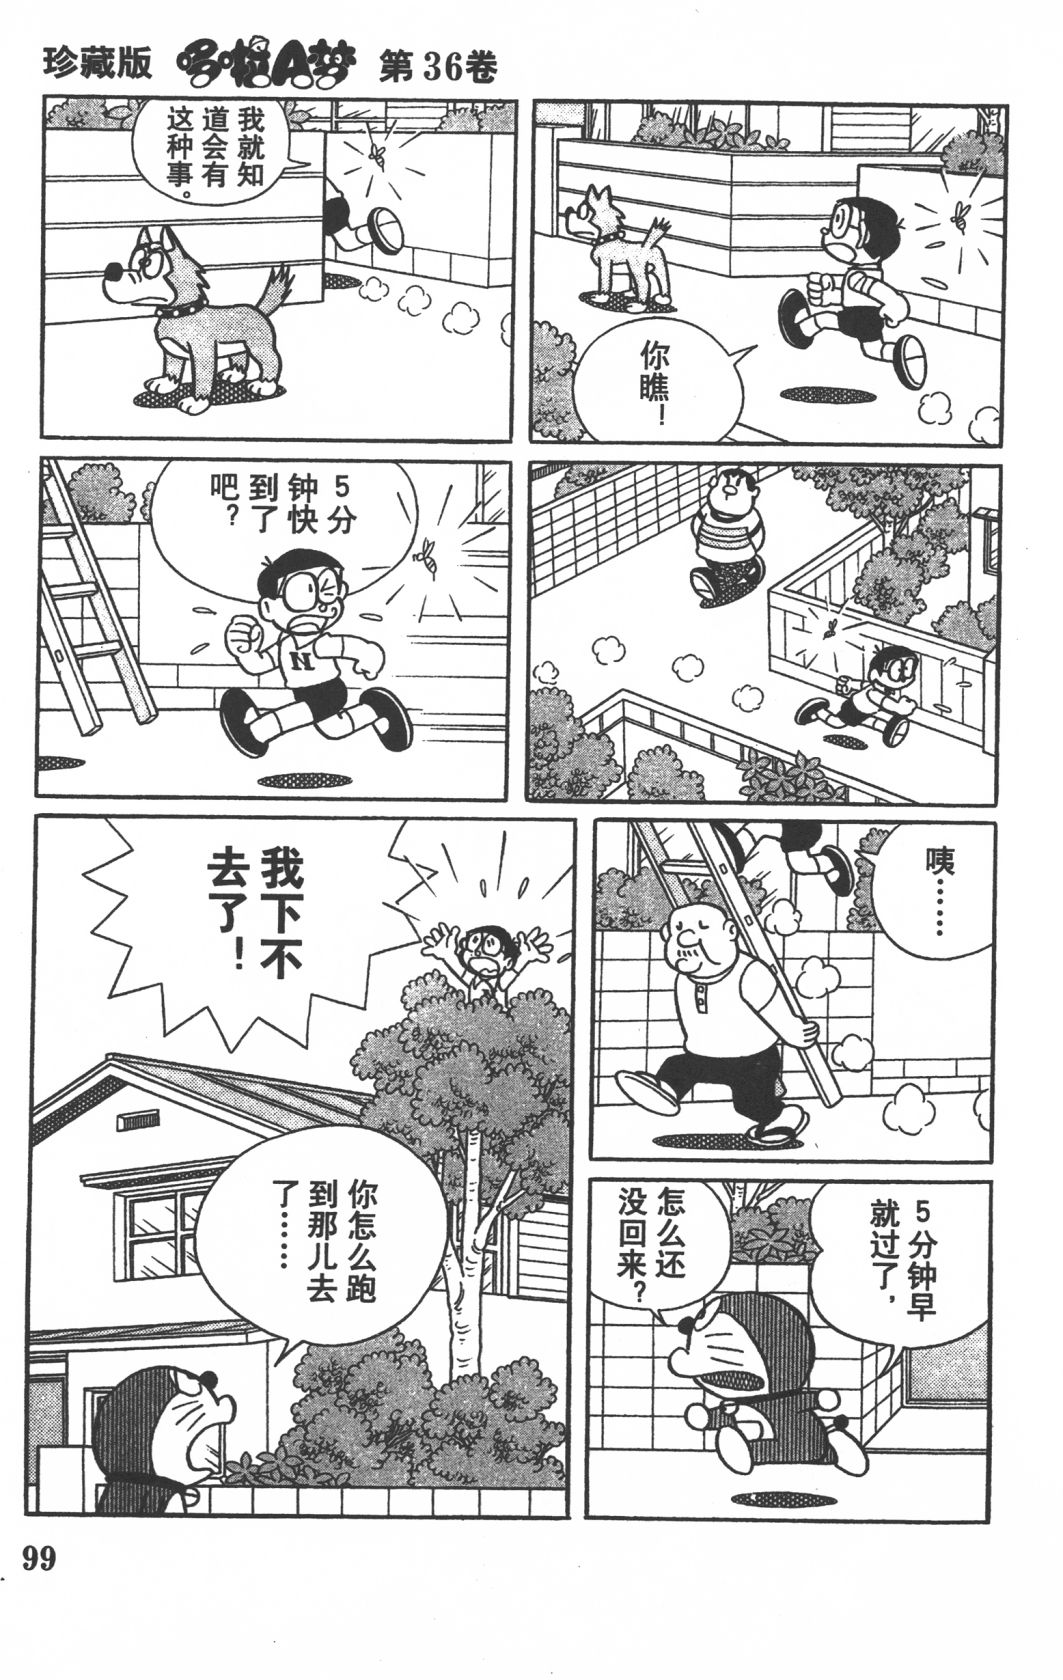 珍藏版 哆啦A梦 第36卷
你瞧！
我就知
道会有
这种事。
5分
钟快
到了
吧？
咦……
5分钟早
就过了，
怎么还
没回来？
我下不
去了！
你怎么跑
到那儿去
了……
N
99